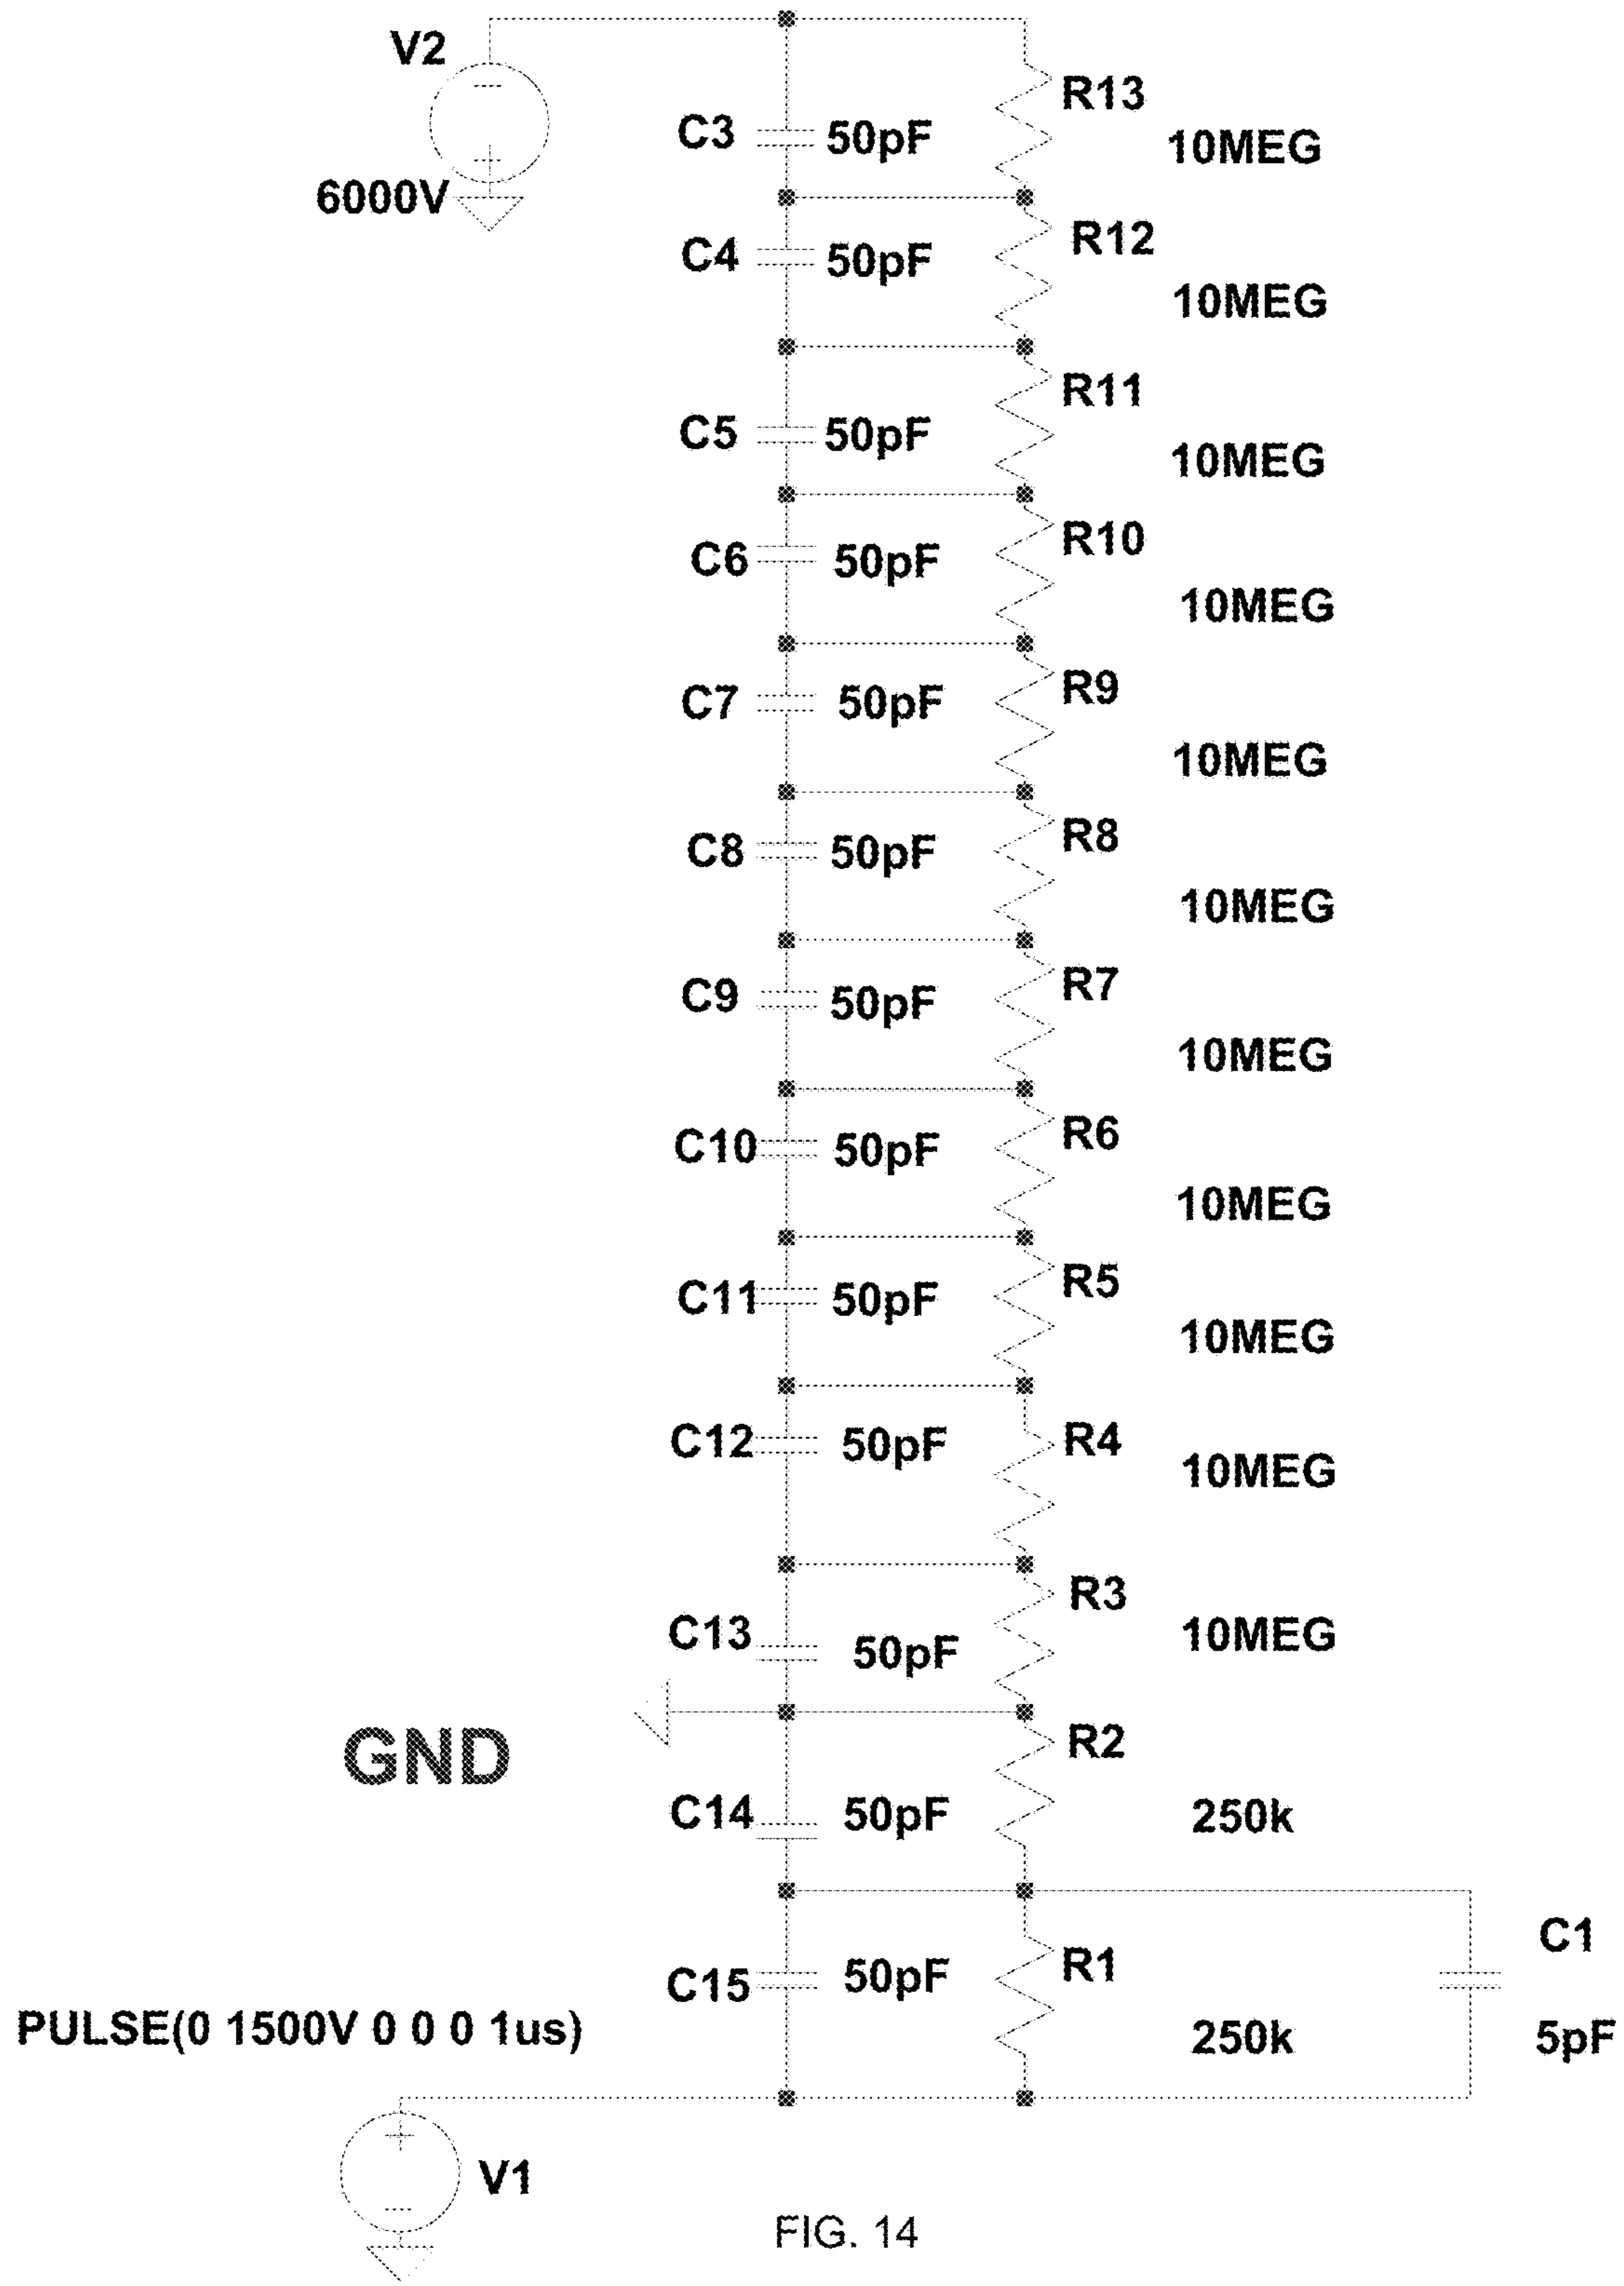 V2
R13
C3 50pF
10MEG
6000V
R12
C4 50pF
10MEG
R11
C5 50pF
10MEG
R10
C6 50pF
10MEG
R9
C7 50pF
10MEG
R8
C8 50pF
10MEG
R7
C9 50pF
10MEG
R6
C10 50pF
10MEG
R5
C11 50pF
10MEG
R4
C12 50pF
10MEG
R3
C13 50pF
10MEG
R2
GND
C14 50pF
250k
C1
R1
C15 50pF
PULSE(0 1500V 0 0 0 1us)
250k
5pF
V1
FIG. 14